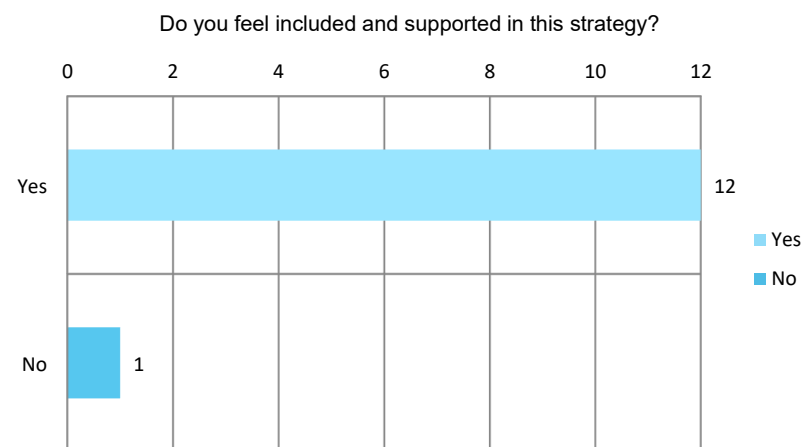 Do you feel included and supported in this strategy?
0 2 4 6 8 10 12
Yes 12
Yes
No
No 1